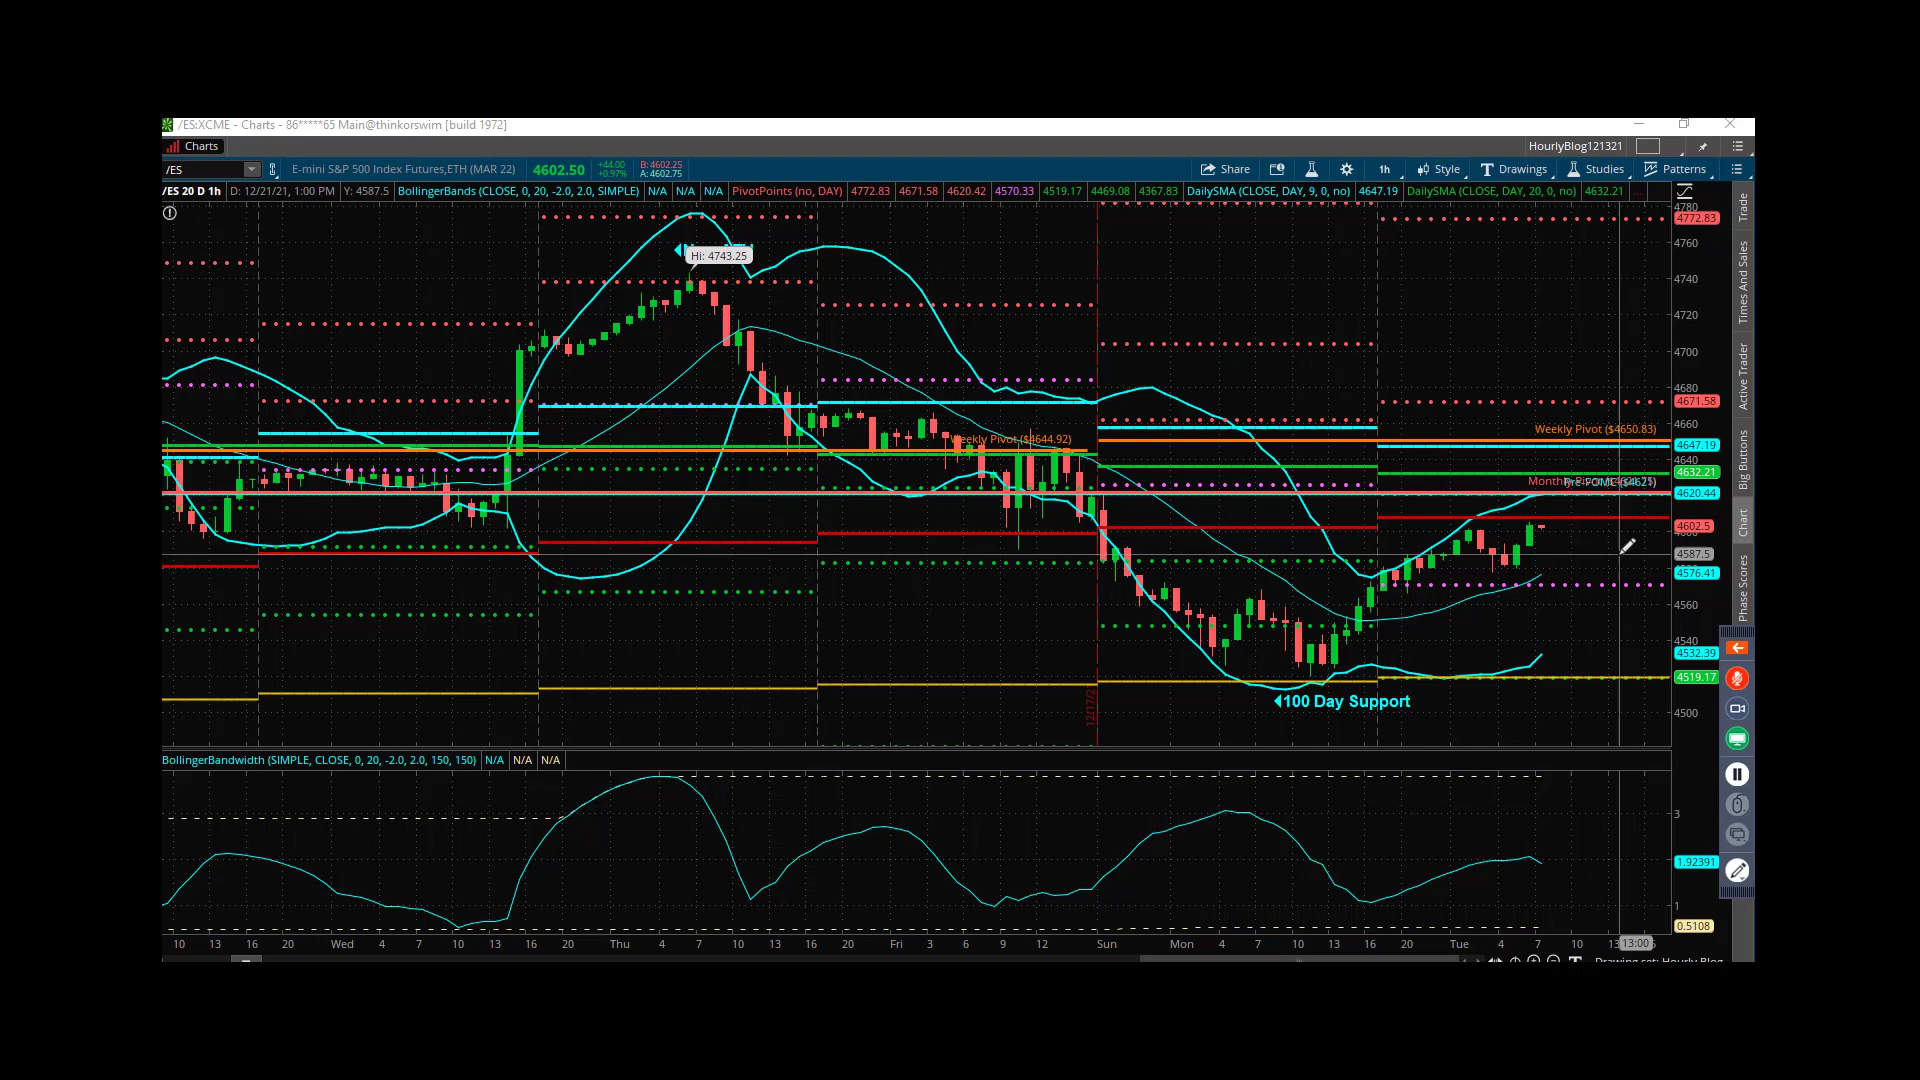 /ES:XCME - Charts - 86*****65 Main@thinkorswim [build 1972]
Charts
HourlyBlog121321
/ES
E-mini S&P 500 Index Futures,ETH (MAR 22)
4602.50
+44.00
+0.97%
B: 4602.25
A: 4602.75
Share
1h
Style
Drawings
Studies
Patterns
/ES 20 D 1h
D: 12/21/21, 1:00 PM
Y: 4587.5
BollingerBands (CLOSE, 0, 20, -2.0, 2.0, SIMPLE)
N/A
N/A
N/A
PivotPoints (no, DAY)
4772.83
4671.58
4620.42
4570.33
4519.17
4469.08
4367.83
DailySMA (CLOSE, DAY, 9, 0, no)
4647.19
DailySMA (CLOSE, DAY, 20, 0, no)
4632.21
Hi: 4743.25
Weekly Pivot ($4644.92)
Weekly Pivot ($4650.83)
100 Day Support
4780
4772.83
4760
4740
4720
4700
4680
4671.58
4660
4647.19
4640
4632.21
4620.44
4602.5
4587.5
4576.41
4560
4540
4532.39
4519.17
4500
Trade
Times And Sales
Active Trader
Big Buttons
Chart
Phase Scores
BollingerBandwidth (SIMPLE, CLOSE, 0, 20, -2.0, 2.0, 150, 150)
N/A
N/A
N/A
3
1.92391
1
0.5108
10 13 16 20 Wed 4 7 10 13 16 20 Thu 4 7 10 13 16 20 Fri 3 6 9 12 Sun Mon 4 7 10 13 16 20 Tue 4 7 10 13:00
Drawing set: Hourly Blog